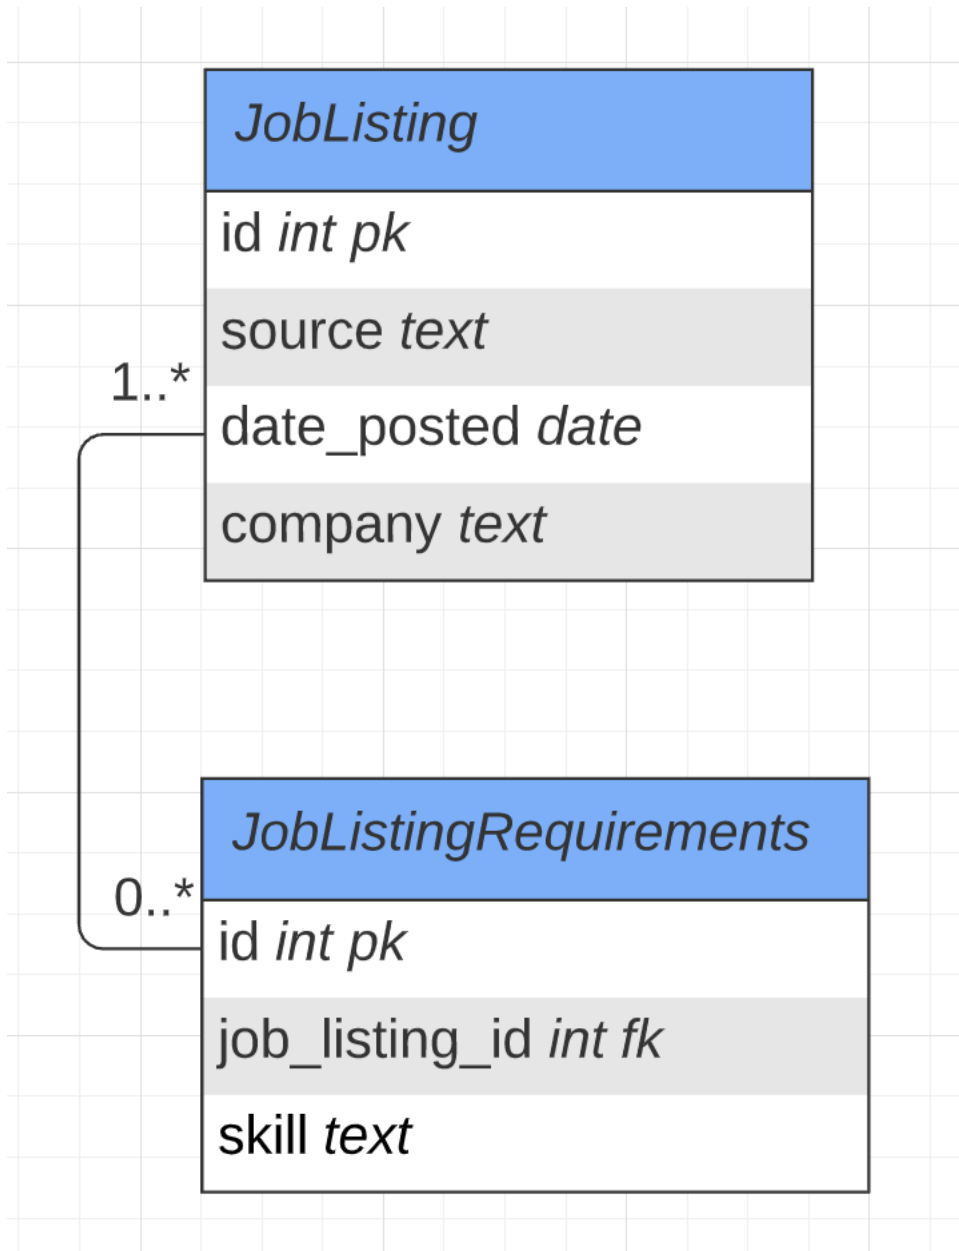 JobListing
id int pk
source text
1..*
date_posted date
company text
JobListingRequirements
0..*
id int pk
job_listing_id int fk
skill text